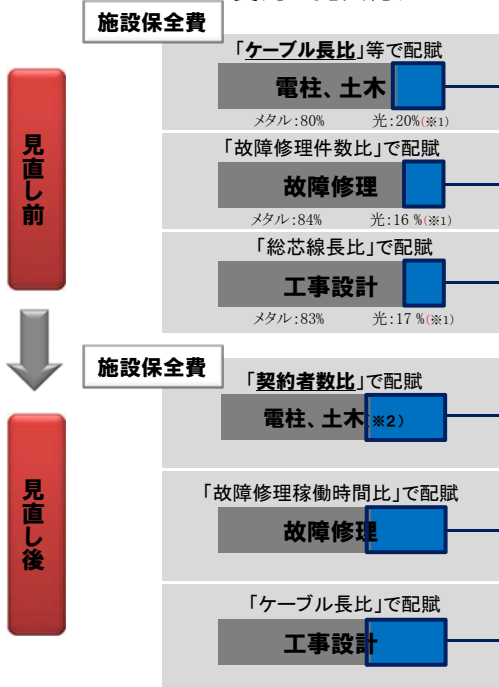 施設保全費
「ケーブル長比」等で配賦
電柱、土木
メタル:80% 光:20%(※1)
見直し前
「故障修理件数比」で配賦
故障修理
メタル:84% 光:16 %(※1)
「総芯線長比」で配賦
工事設計
メタル:83% 光:17 %(※1)
施設保全費
「契約者数比」で配賦
電柱、土木(※2)
見直し後
「故障修理稼働時間比」で配賦
故障修理
「ケーブル長比」で配賦
工事設計